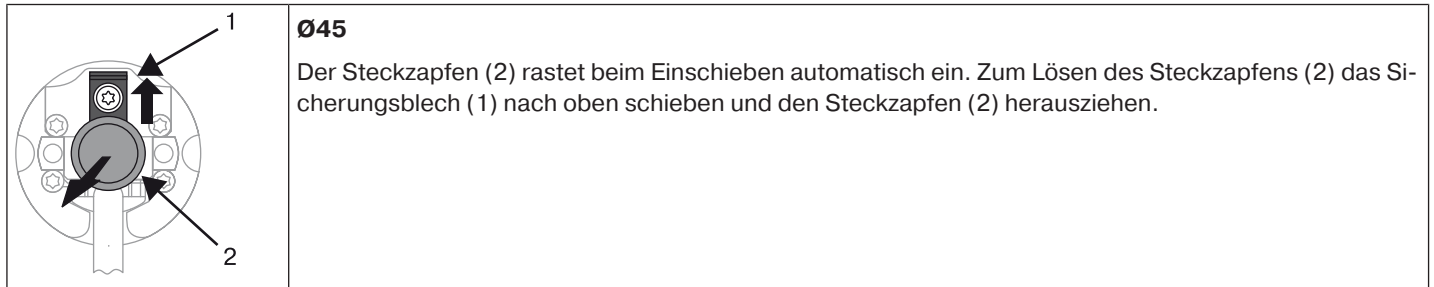 1
2
Ø45
Der Steckzapfen (2) rastet beim Einschieben automatisch ein. Zum Lösen des Steckzapfens (2) das Si-
cherungsblech (1) nach oben schieben und den Steckzapfen (2) herausziehen.